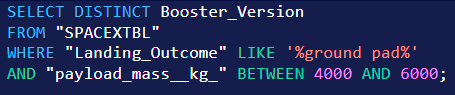 SELECT DISTINCT Booster_Version
FROM "SPACEXTBL"
WHERE "Landing_Outcome" LIKE '%ground pad%'
AND "payload_mass__kg_" BETWEEN 4000 AND 6000;